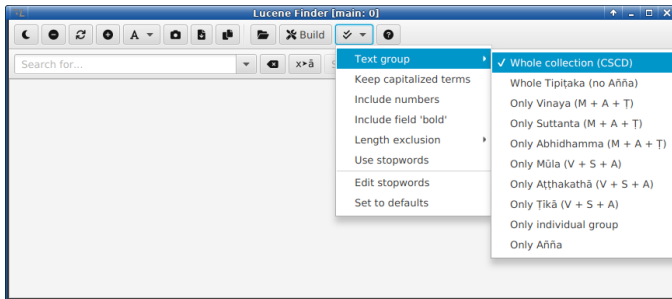 Lucene Finder [main: 0]
A
Build
Search for...
x➤ā
Text group
Keep capitalized terms
Include numbers
Include field 'bold'
Length exclusion
Use stopwords
Edit stopwords
Set to defaults
✓ Whole collection (CSCD)
Whole Tipiṭaka (no Añña)
Only Vinaya (M + A + Ṭ)
Only Suttanta (M + A + Ṭ)
Only Abhidhamma (M + A + Ṭ)
Only Mūla (V + S + A)
Only Aṭṭhakathā (V + S + A)
Only Ṭīkā (V + S + A)
Only individual group
Only Añña